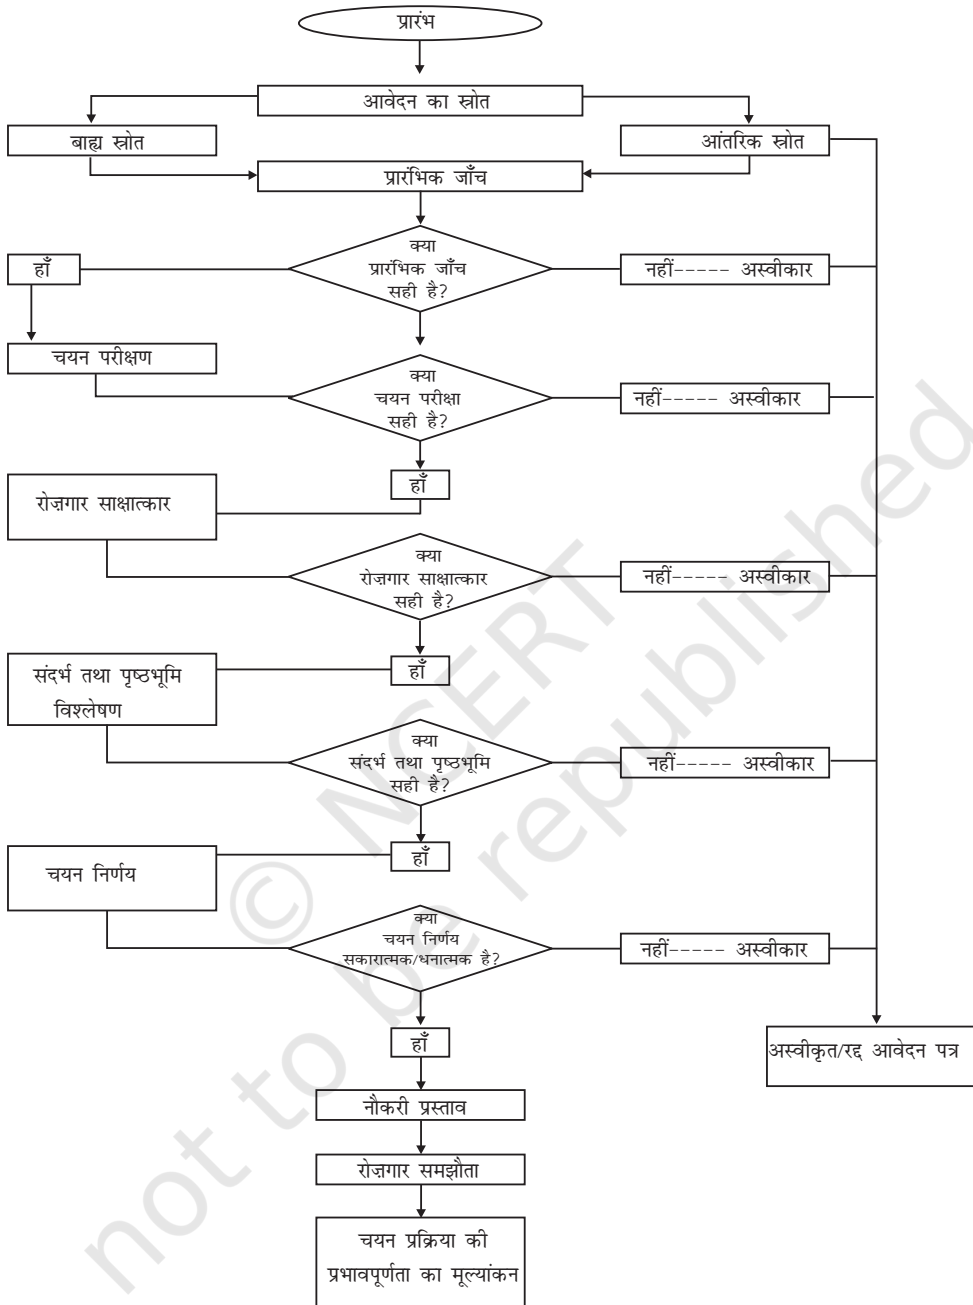 प्रारंभ
आवेदन का स्रोत
बाह्य स्रोत
आंतरिक स्रोत
प्रारंभिक जाँच
क्या
प्रारंभिक जाँच
सही है?
हाँ
नहीं----- अस्वीकार
चयन परीक्षण
क्या
चयन परीक्षा
सही है?
नहीं----- अस्वीकार
हाँ
रोज़गार साक्षात्कार
क्या
रोज़गार साक्षात्कार
सही है?
नहीं----- अस्वीकार
हाँ
संदर्भ तथा पृष्ठभूमि
विश्लेषण
क्या
संदर्भ तथा पृष्ठभूमि
सही है?
नहीं----- अस्वीकार
हाँ
चयन निर्णय
क्या
चयन निर्णय
सकारात्मक/धनात्मक है?
नहीं----- अस्वीकार
हाँ
अस्वीकृत/रद्द आवेदन पत्र
नौकरी प्रस्ताव
रोज़गार समझौता
चयन प्रक्रिया की
प्रभावपूर्णता का मूल्यांकन
© NCERT
not to be republished